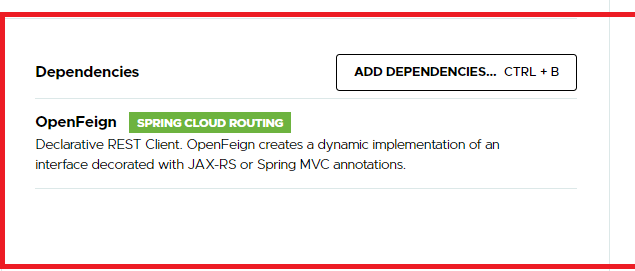 Dependencies
ADD DEPENDENCIES... CTRL + B
OpenFeign SPRING CLOUD ROUTING
Declarative REST Client. OpenFeign creates a dynamic implementation of an
interface decorated with JAX-RS or Spring MVC annotations.